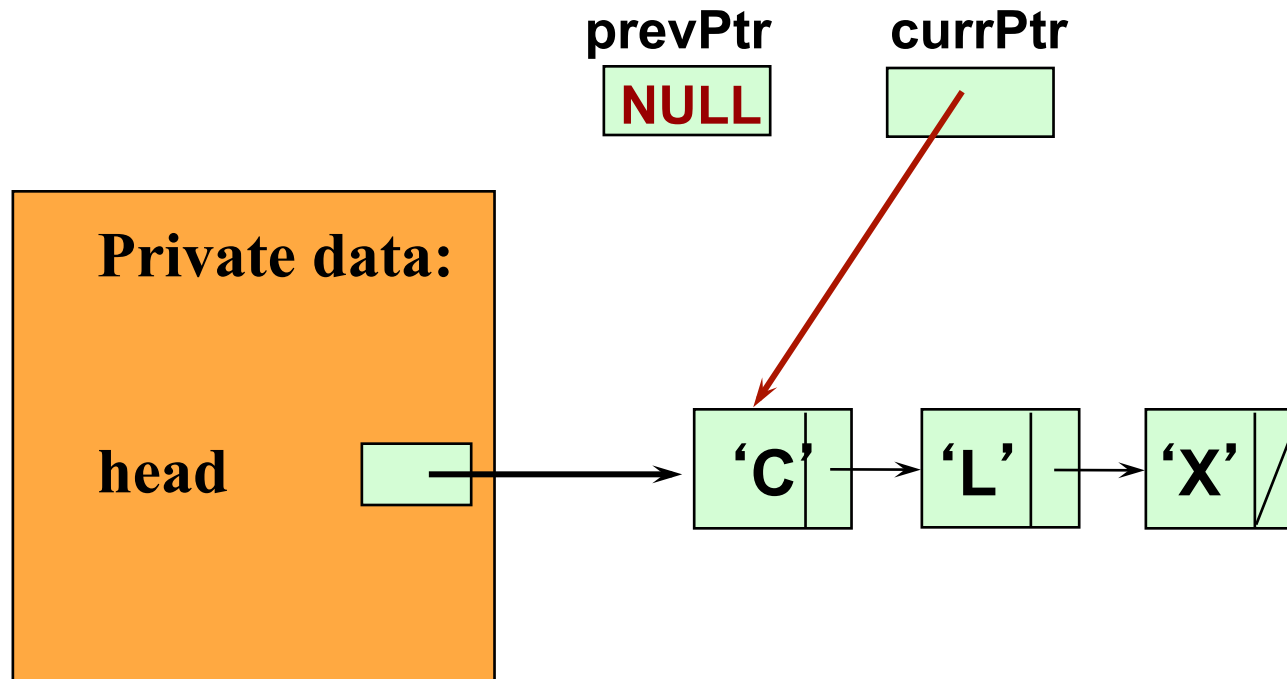 prevPtr currPtr
NULL
Private data:
head
‘C’ ‘L’ ‘X’